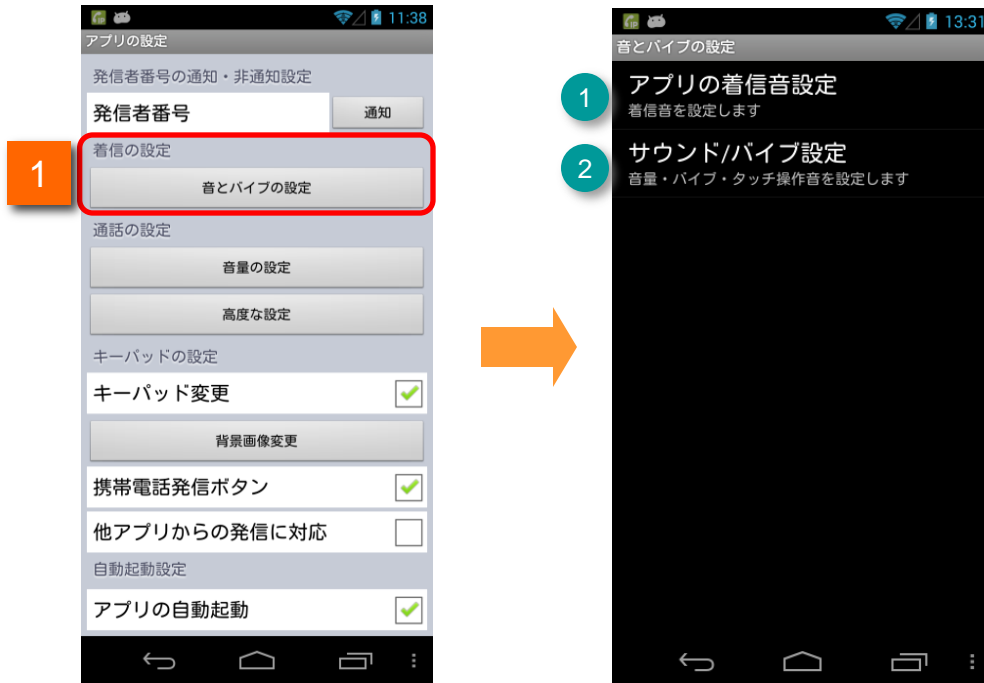 11:38
アプリの設定
発信者番号の通知・非通知設定
発信者番号
通知
1
着信の設定
音とバイブの設定
通話の設定
音量の設定
高度な設定
キーパッドの設定
キーパッド変更
背景画像変更
携帯電話発信ボタン
他アプリからの発信に対応
自動起動設定
アプリの自動起動
13:31
音とバイブの設定
1
アプリの着信音設定
着信音を設定します
2
サウンド/バイブ設定
音量・バイブ・タッチ操作音を設定します